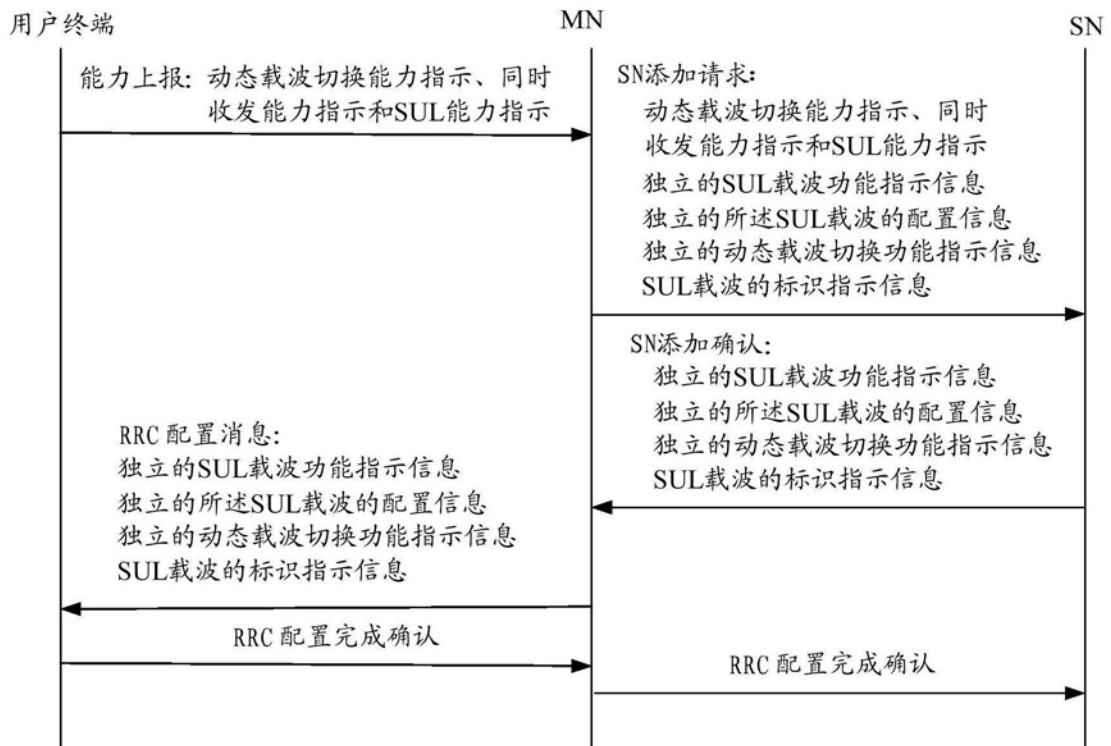 用户终端
MN
SN
能力上报: 动态载波切换能力指示、同时
收发能力指示和SUL能力指示
SN添加请求:
动态载波切换能力指示、同时
收发能力指示和SUL能力指示
独立的SUL载波功能指示信息
独立的所述SUL载波的配置信息
独立的动态载波切换功能指示信息
SUL载波的标识指示信息
SN添加确认:
独立的SUL载波功能指示信息
独立的所述SUL载波的配置信息
独立的动态载波切换功能指示信息
SUL载波的标识指示信息
RRC 配置消息:
独立的SUL载波功能指示信息
独立的所述SUL载波的配置信息
独立的动态载波切换功能指示信息
SUL载波的标识指示信息
RRC 配置完成确认
RRC 配置完成确认